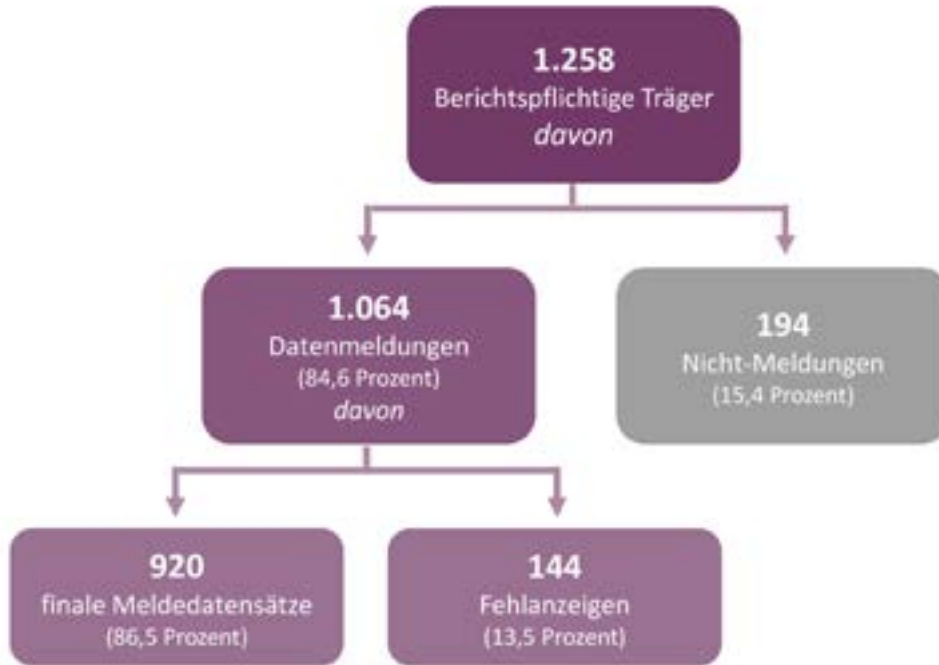 1.258
Berichtspflichtige Träger
davon
1.064
Datenmeldungen
(84,6 Prozent)
davon
194
Nicht-Meldungen
(15,4 Prozent)
920
finale Meldedatensätze
(86,5 Prozent)
144
Fehlanzeigen
(13,5 Prozent)